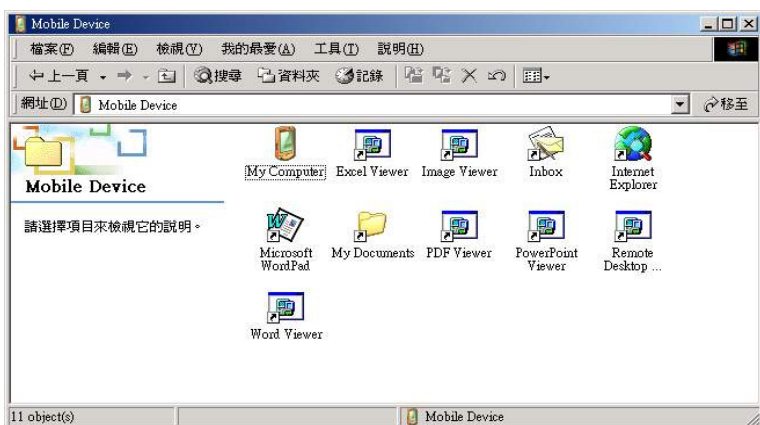 Mobile Device
檔案(F) 編輯(E) 檢視(V) 我的最愛(A) 工具(T) 說明(H)
上一頁 搜尋 資料夾 記錄
網址(D) Mobile Device 移至
Mobile Device
請選擇項目來檢視它的說明。
My Computer Excel Viewer Image Viewer Inbox Internet
Explorer
Microsoft My Documents PDF Viewer PowerPoint Remote
WordPad Viewer Desktop ...
Word Viewer
11 object(s) Mobile Device